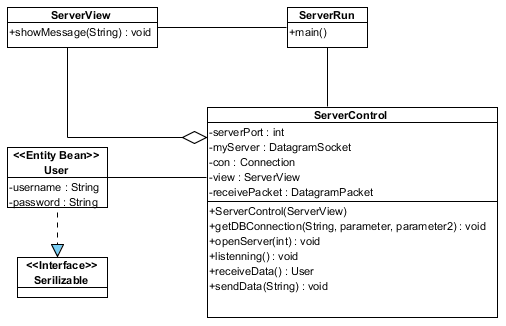 ServerView
+showMessage(String) : void
ServerRun
+main()
ServerControl
-serverPort : int
-myServer : DatagramSocket
-con : Connection
-view : ServerView
-receivePacket : DatagramPacket
+ServerControl(ServerView)
+getDBConnection(String, parameter, parameter2) : void
+openServer(int) : void
+listenning() : void
+receiveData() : User
+sendData(String) : void
<<Entity Bean>>
User
-username : String
-password : String
<<Interface>>
Serilizable